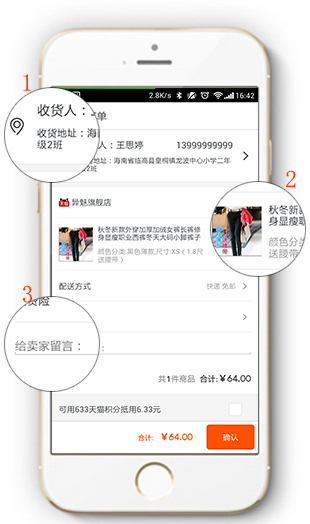 1
2.8K/s 16:42
收货人：
单
收货地址：海
级2班
人：王思婷 13999999999
地址：海南省临高县皇桐镇龙波中心小学二年
2
异魅旗舰店
秋冬新款外穿加厚加绒女裤长裤修
身显瘦职业西裤冬天大码小脚裤子
颜色分类:黑色薄款,尺寸:XS（1.8尺
送腰带）
秋冬新
身显瘦职
颜色分类
送腰带）
配送方式 快递 免邮
3
货险
给卖家留言：
共1件商品 合计: ￥64.00
可用633天猫积分抵用6.33元
合计: ￥64.00 确认